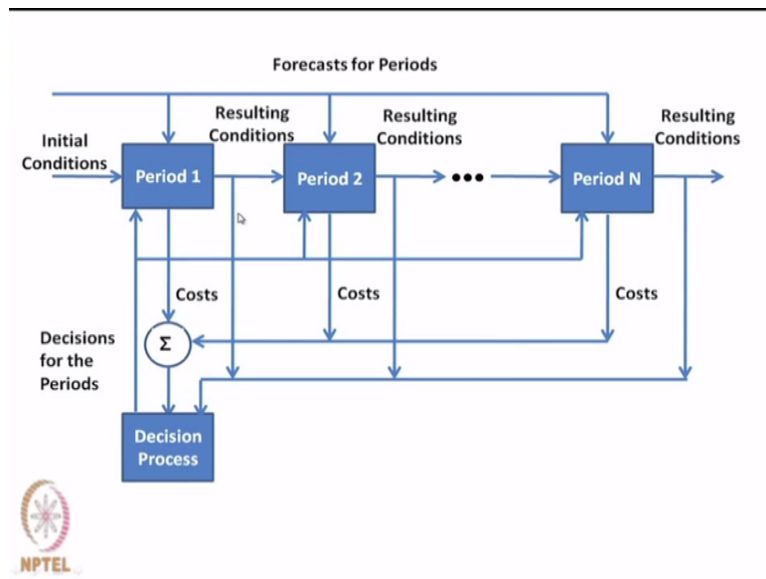 Forecasts for Periods
Initial
Conditions
Period 1
Resulting
Conditions
Period 2
Resulting
Conditions
•••
Period N
Resulting
Conditions
Costs
Costs
Costs
Σ
Decisions
for the
Periods
Decision
Process
NPTEL